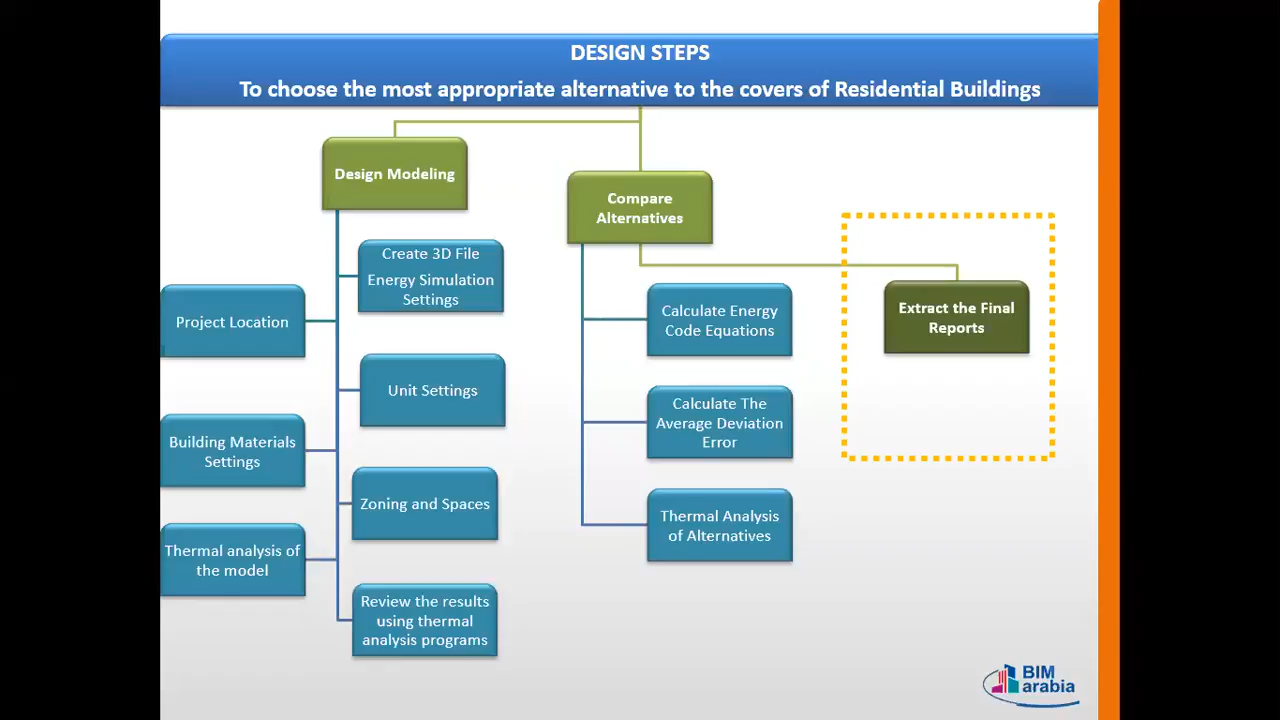 DESIGN STEPS
To choose the most appropriate alternative to the covers of Residential Buildings
Design Modeling
Create 3D File
Energy Simulation
Settings
Project Location
Unit Settings
Building Materials
Settings
Zoning and Spaces
Thermal analysis of
the model
Review the results
using thermal
analysis programs
Compare
Alternatives
Calculate Energy
Code Equations
Calculate The
Average Deviation
Error
Thermal Analysis
of Alternatives
Extract the Final
Reports
BIM
arabia